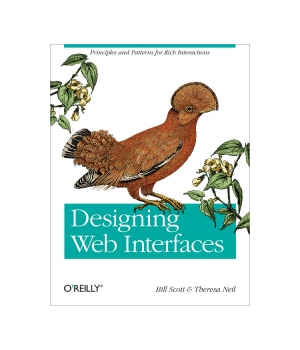 Principles and Patterns for Rich Interactions
Designing
Web Interfaces
O'REILLY®
Bill Scott & Theresa Neil